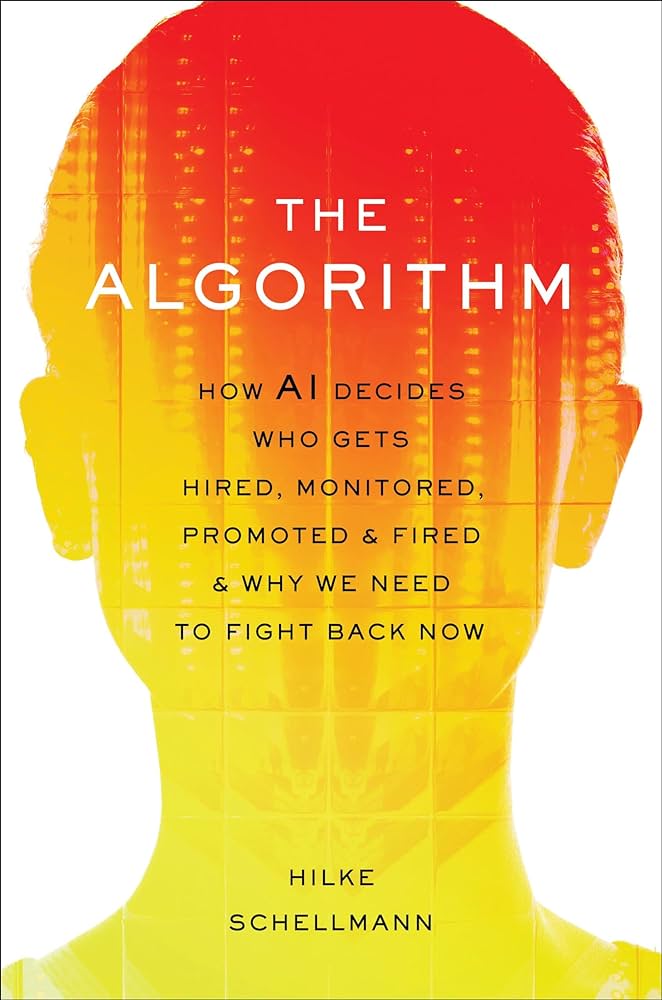 THE
ALGORITHM
HOW AI DECIDES
WHO GETS
HIRED, MONITORED,
PROMOTED & FIRED
& WHY WE NEED
TO FIGHT BACK NOW
HILKE
SCHELLMANN